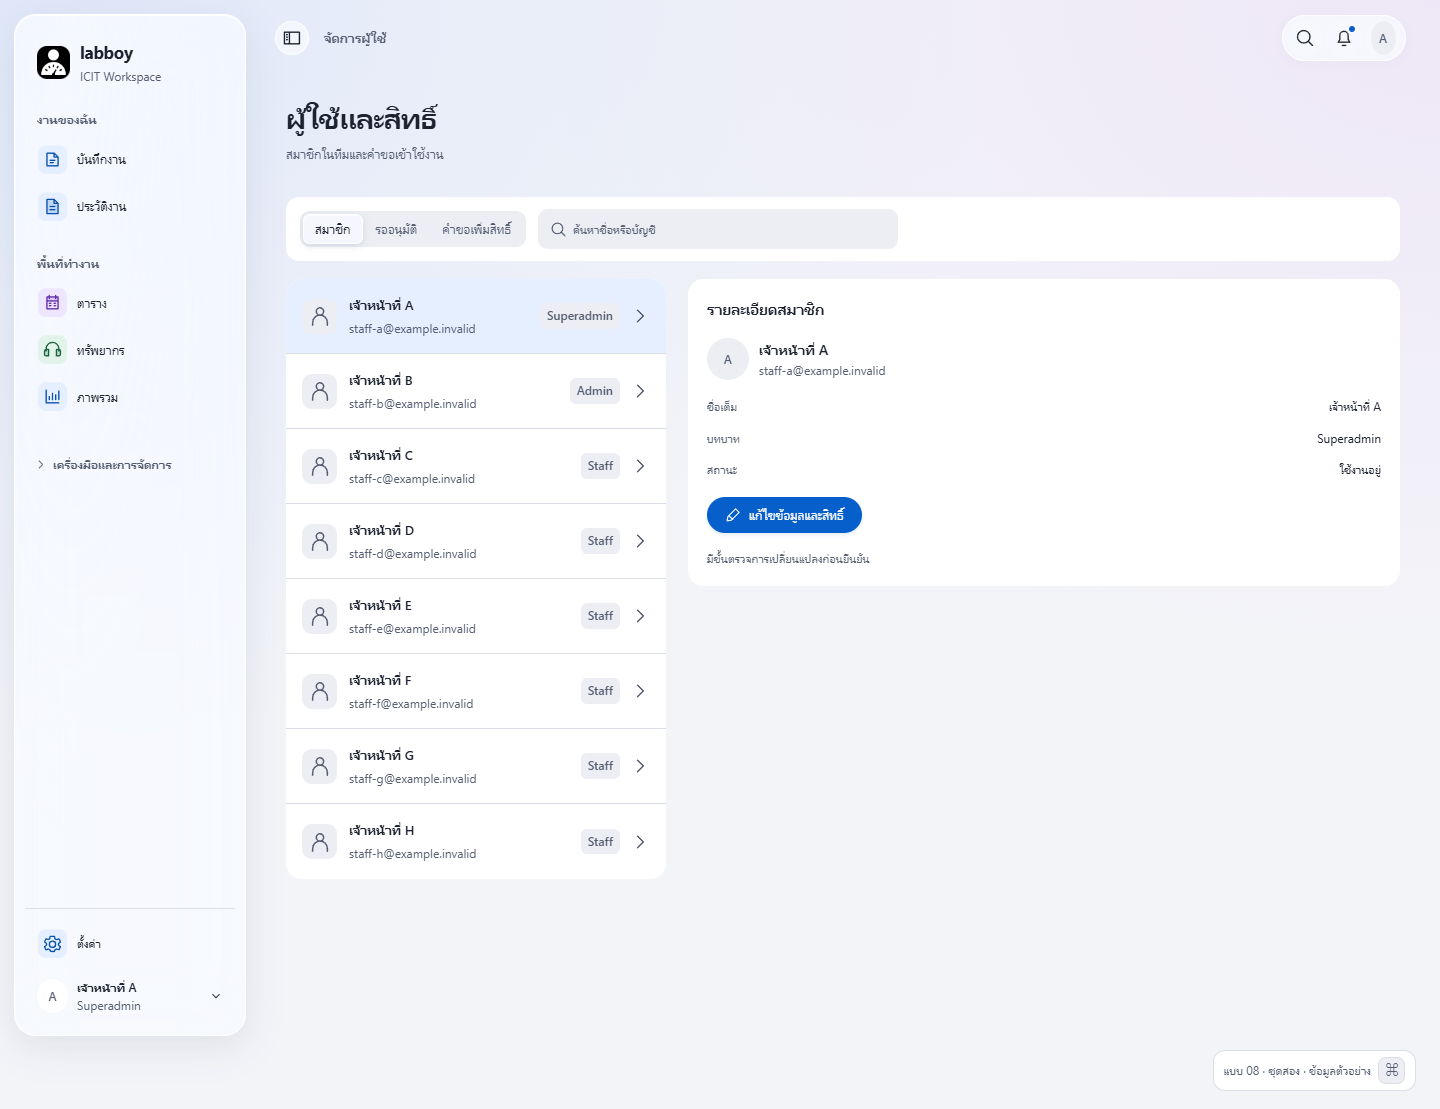 labboy
ICIT Workspace
งานของฉัน
บันทึกงาน
ประวัติงาน
พื้นที่ทำงาน
ตาราง
ทรัพยากร
ภาพรวม
เครื่องมือและการจัดการ
ตั้งค่า
A
เจ้าหน้าที่ A
Superadmin
จัดการผู้ใช้
A
ผู้ใช้และสิทธิ์
สมาชิกในทีมและคำขอเข้าใช้งาน
สมาชิก
รออนุมัติ
คำขอเพิ่มสิทธิ์
ค้นหาชื่อหรือบัญชี
เจ้าหน้าที่ A
staff-a@example.invalid
Superadmin
เจ้าหน้าที่ B
staff-b@example.invalid
Admin
เจ้าหน้าที่ C
staff-c@example.invalid
Staff
เจ้าหน้าที่ D
staff-d@example.invalid
Staff
เจ้าหน้าที่ E
staff-e@example.invalid
Staff
เจ้าหน้าที่ F
staff-f@example.invalid
Staff
เจ้าหน้าที่ G
staff-g@example.invalid
Staff
เจ้าหน้าที่ H
staff-h@example.invalid
Staff
รายละเอียดสมาชิก
A
เจ้าหน้าที่ A
staff-a@example.invalid
ชื่อเต็ม เจ้าหน้าที่ A
บทบาท Superadmin
สถานะ ใช้งานอยู่
แก้ไขข้อมูลและสิทธิ์
มีขั้นตรวจการเปลี่ยนแปลงก่อนยืนยัน
แบบ 08 · ชุดสอง · ข้อมูลตัวอย่าง ⌘